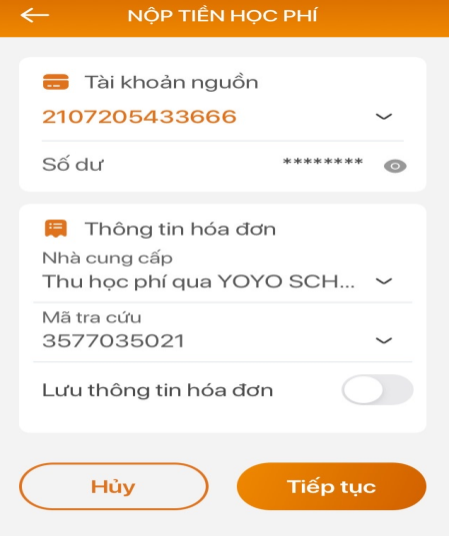 NỘP TIỀN HỌC PHÍ
Tài khoản nguồn
2107205433666
Số dư ********
Thông tin hóa đơn
Nhà cung cấp
Thu học phí qua YOYO SCH...
Mã tra cứu
3577035021
Lưu thông tin hóa đơn
Hủy Tiếp tục